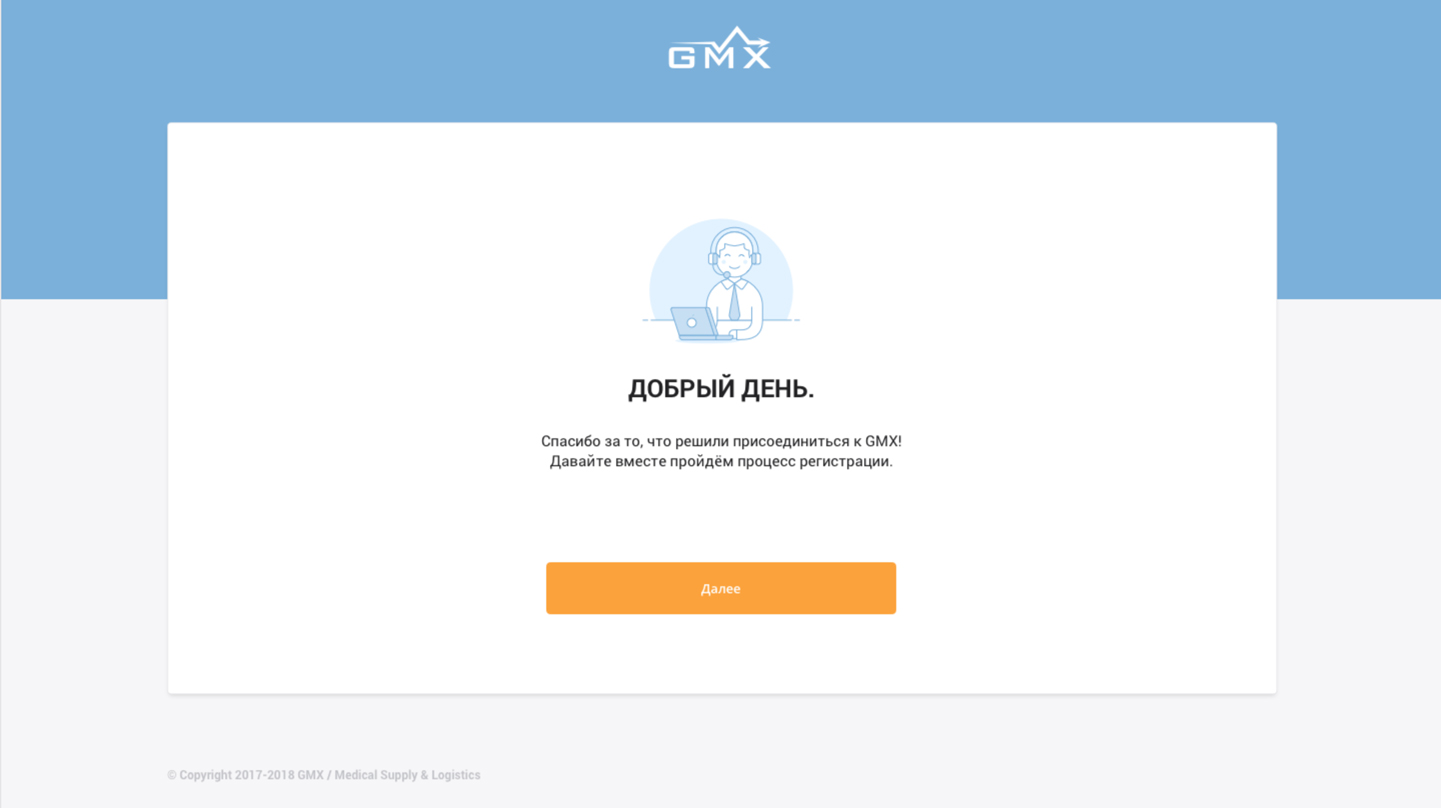 GMX
ДОБРЫЙ ДЕНЬ.
Спасибо за то, что решили присоединиться к GMX!
Давайте вместе пройдём процесс регистрации.
Далее
© Copyright 2017-2018 GMX / Medical Supply & Logistics